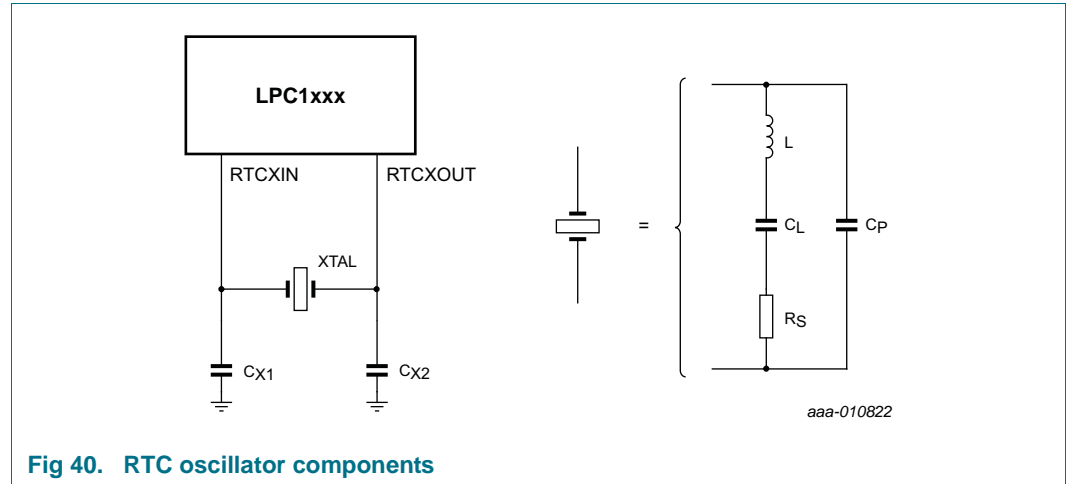 LPC1xxx
RTCXIN
RTCXOUT
XTAL
CX1
CX2
=
L
CL
CP
RS
aaa-010822
Fig 40. RTC oscillator components